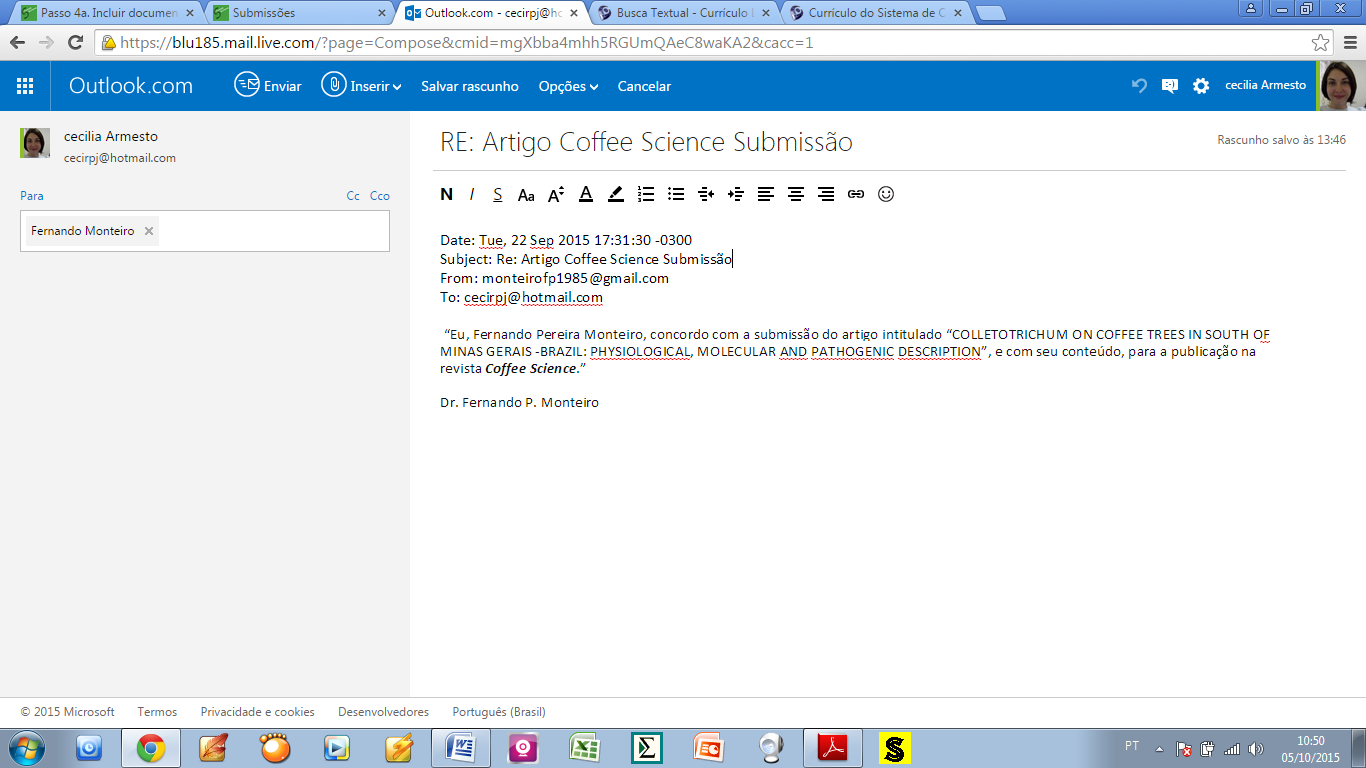 Passo 4a. Incluir documen
Submissões
Outlook.com - cecirpj@ho
Busca Textual - Currículo L
Currículo do Sistema de C
https://blu185.mail.live.com/?page=Compose&cmid=mgXbba4mhh5RGUmQAeC8waKA2&cacc=1
Outlook.com
Enviar
Inserir
Salvar rascunho
Opções
Cancelar
cecilia Armesto
cecilia Armesto
cecirpj@hotmail.com
Para
Cc Cco
Fernando Monteiro
RE: Artigo Coffee Science Submissão
Rascunho salvo às 13:46
N I S Aa A A
Date: Tue, 22 Sep 2015 17:31:30 -0300
Subject: Re: Artigo Coffee Science Submissão
From: monteirofp1985@gmail.com
To: cecirpj@hotmail.com
“Eu, Fernando Pereira Monteiro, concordo com a submissão do artigo intitulado “COLLETOTRICHUM ON COFFEE TREES IN SOUTH OF
MINAS GERAIS -BRAZIL: PHYSIOLOGICAL, MOLECULAR AND PATHOGENIC DESCRIPTION”, e com seu conteúdo, para a publicação na
revista Coffee Science.”
Dr. Fernando P. Monteiro
© 2015 Microsoft Termos Privacidade e cookies Desenvolvedores Português (Brasil)
PT
10:50
05/10/2015